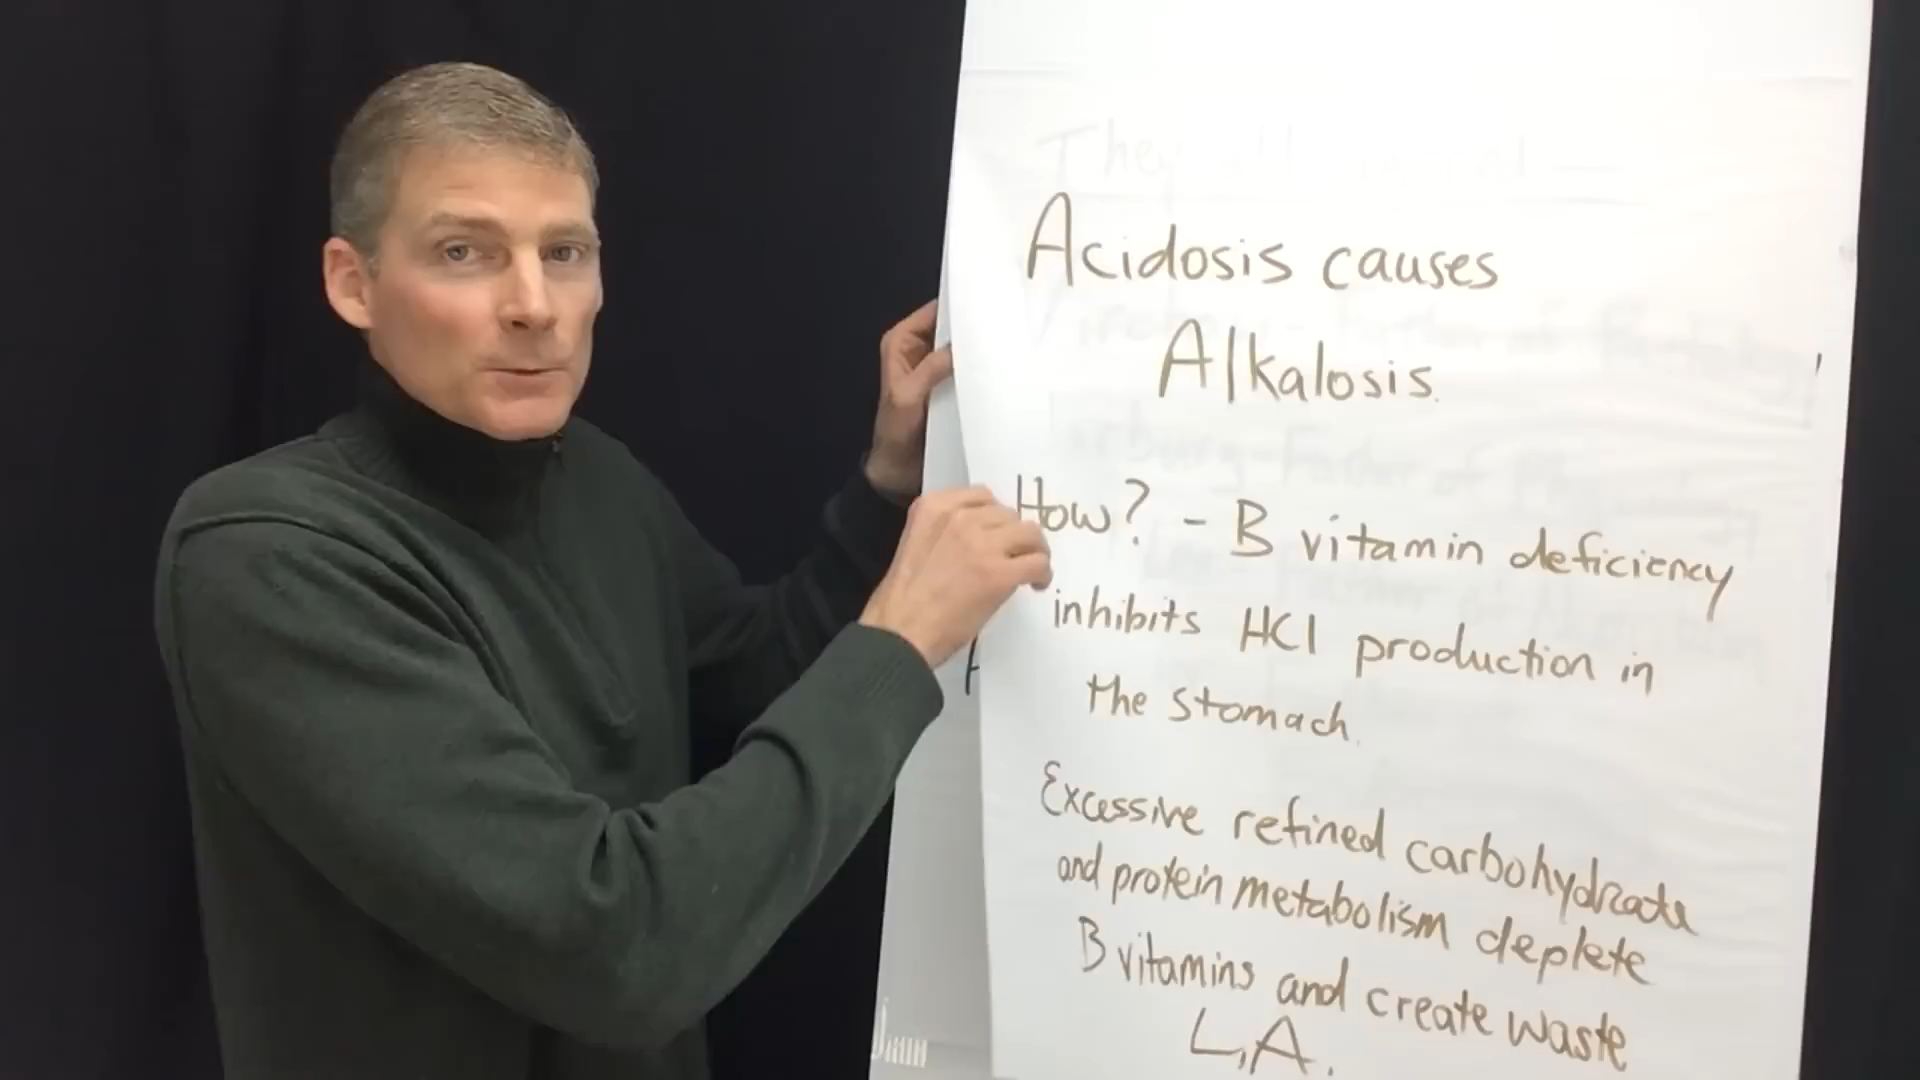 Acidosis causes
Alkalosis.
How? - B vitamin deficiency
inhibits HCl production in
the stomach.
Excessive refined carbohydrate
and protein metabolism deplete
B vitamins and create waste
L.A.